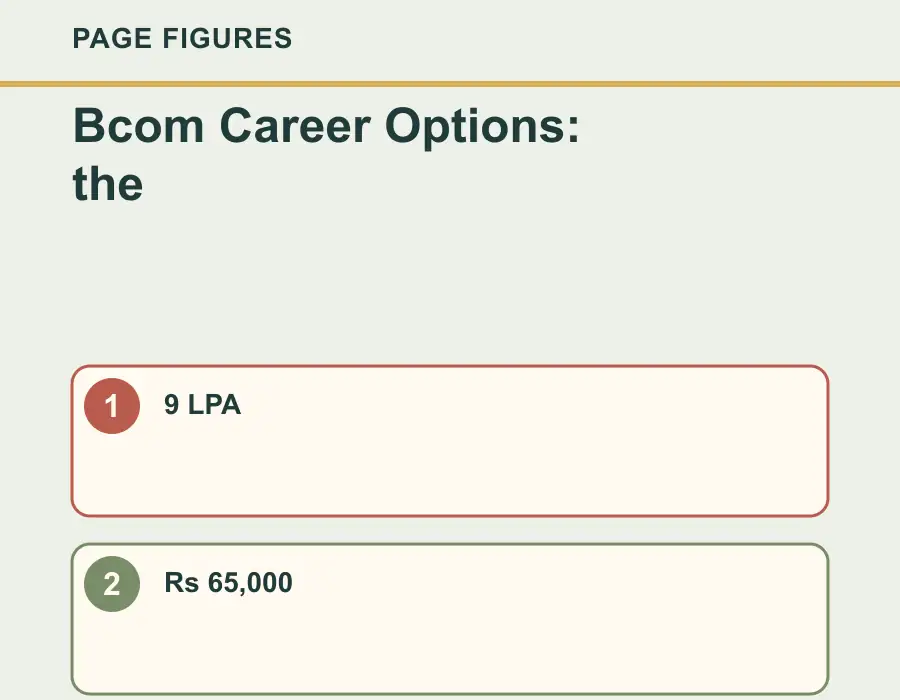 PAGE FIGURES
Bcom Career Options:
the
1 9 LPA
2 Rs 65,000